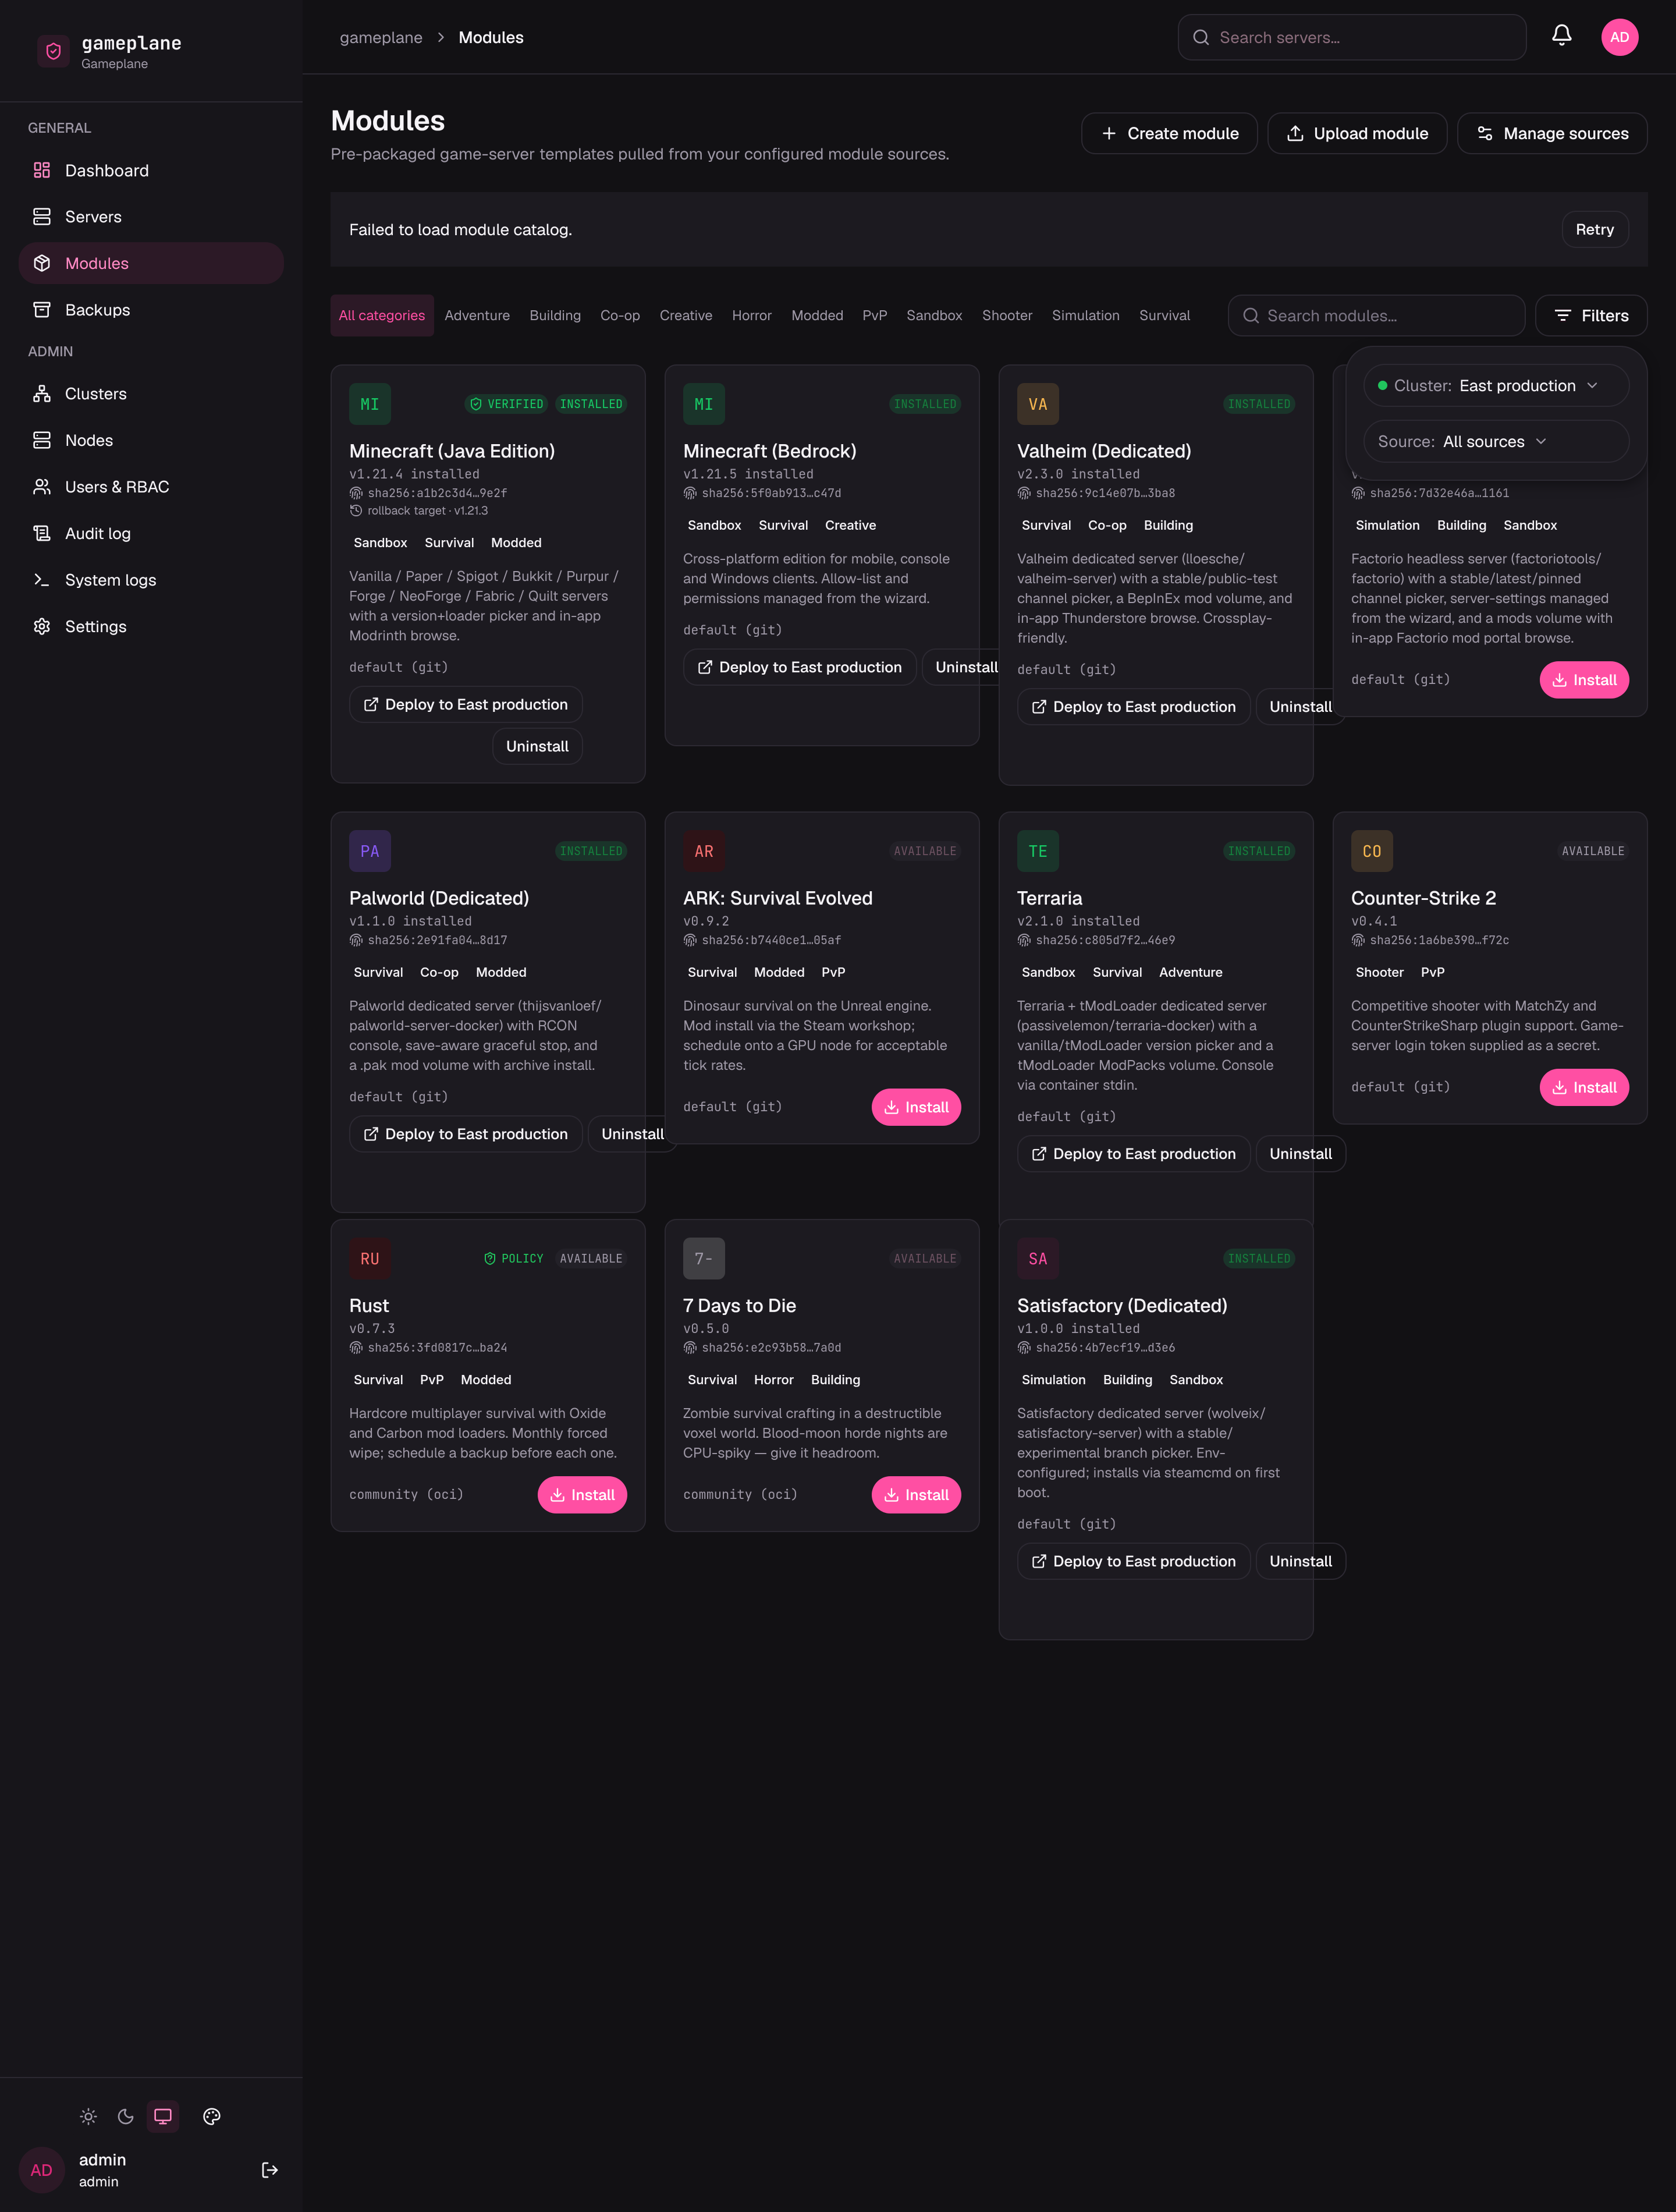 gameplane
Gameplane
GENERAL
Dashboard
Servers
Modules
Backups
ADMIN
Clusters
Nodes
Users & RBAC
Audit log
System logs
Settings
AD
admin
admin
gameplane > Modules
Search servers…
AD
Modules
Pre-packaged game-server templates pulled from your configured module sources.
Create module
Upload module
Manage sources
Failed to load module catalog.
Retry
All categories
Adventure
Building
Co-op
Creative
Horror
Modded
PvP
Sandbox
Shooter
Simulation
Survival
Search modules…
Filters
Cluster: East production
Source: All sources
MI
VERIFIED
INSTALLED
Minecraft (Java Edition)
v1.21.4 installed
sha256:a1b2c3d4…9e2f
rollback target · v1.21.3
Sandbox Survival Modded
Vanilla / Paper / Spigot / Bukkit / Purpur /
Forge / NeoForge / Fabric / Quilt servers
with a version+loader picker and in-app
Modrinth browse.
default (git)
Deploy to East production
Uninstall
MI
INSTALLED
Minecraft (Bedrock)
v1.21.5 installed
sha256:5f0ab913…c47d
Sandbox Survival Creative
Cross-platform edition for mobile, console
and Windows clients. Allow-list and
permissions managed from the wizard.
default (git)
Deploy to East production
Uninstall
VA
INSTALLED
Valheim (Dedicated)
v2.3.0 installed
sha256:9c14e07b…3ba8
Survival Co-op Building
Valheim dedicated server (lloesche/
valheim-server) with a stable/public-test
channel picker, a BepInEx mod volume, and
in-app Thunderstore browse. Crossplay-
friendly.
default (git)
Deploy to East production
Uninstall
sha256:7d32e46a…1161
Simulation Building Sandbox
Factorio headless server (factoriotools/
factorio) with a stable/latest/pinned
channel picker, server-settings managed
from the wizard, and a mods volume with
in-app Factorio mod portal browse.
default (git)
Install
PA
INSTALLED
Palworld (Dedicated)
v1.1.0 installed
sha256:2e91fa04…8d17
Survival Co-op Modded
Palworld dedicated server (thijsvanloef/
palworld-server-docker) with RCON
console, save-aware graceful stop, and
a .pak mod volume with archive install.
default (git)
Deploy to East production
Uninstall
AR
AVAILABLE
ARK: Survival Evolved
v0.9.2
sha256:b7440ce1…05af
Survival Modded PvP
Dinosaur survival on the Unreal engine.
Mod install via the Steam workshop;
schedule onto a GPU node for acceptable
tick rates.
default (git)
Install
TE
INSTALLED
Terraria
v2.1.0 installed
sha256:c805d7f2…46e9
Sandbox Survival Adventure
Terraria + tModLoader dedicated server
(passivelemon/terraria-docker) with a
vanilla/tModLoader version picker and a
tModLoader ModPacks volume. Console
via container stdin.
default (git)
Deploy to East production
Uninstall
CO
AVAILABLE
Counter-Strike 2
v0.4.1
sha256:1a6be390…f72c
Shooter PvP
Competitive shooter with MatchZy and
CounterStrikeSharp plugin support. Game-
server login token supplied as a secret.
default (git)
Install
RU
POLICY
AVAILABLE
Rust
v0.7.3
sha256:3fd0817c…ba24
Survival PvP Modded
Hardcore multiplayer survival with Oxide
and Carbon mod loaders. Monthly forced
wipe; schedule a backup before each one.
community (oci)
Install
7-
AVAILABLE
7 Days to Die
v0.5.0
sha256:e2c93b58…7a0d
Survival Horror Building
Zombie survival crafting in a destructible
voxel world. Blood-moon horde nights are
CPU-spiky — give it headroom.
community (oci)
Install
SA
INSTALLED
Satisfactory (Dedicated)
v1.0.0 installed
sha256:4b7ecf19…d3e6
Simulation Building Sandbox
Satisfactory dedicated server (wolveix/
satisfactory-server) with a stable/
experimental branch picker. Env-
configured; installs via steamcmd on first
boot.
default (git)
Deploy to East production
Uninstall